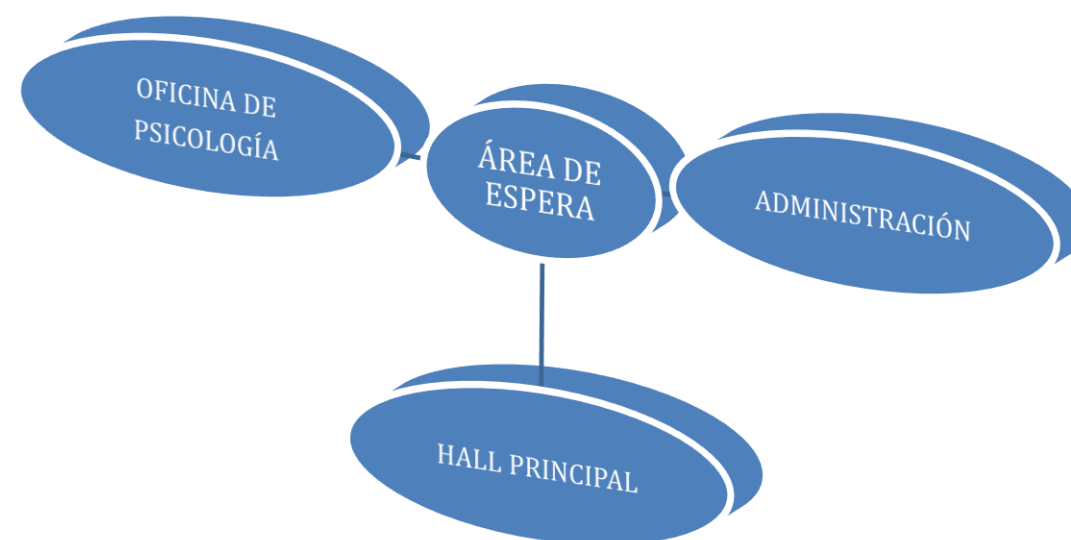 OFICINA DE
PSICOLOGÍA
ÁREA DE
ESPERA
ADMINISTRACIÓN
HALL PRINCIPAL